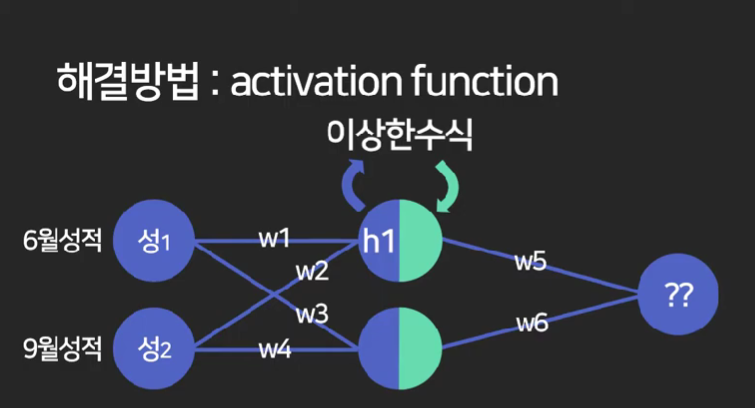 해결방법 : activation function
이상한수식
6월성적
성1
w1
h1
w2
w5
??
w3
w6
9월성적
성2
w4